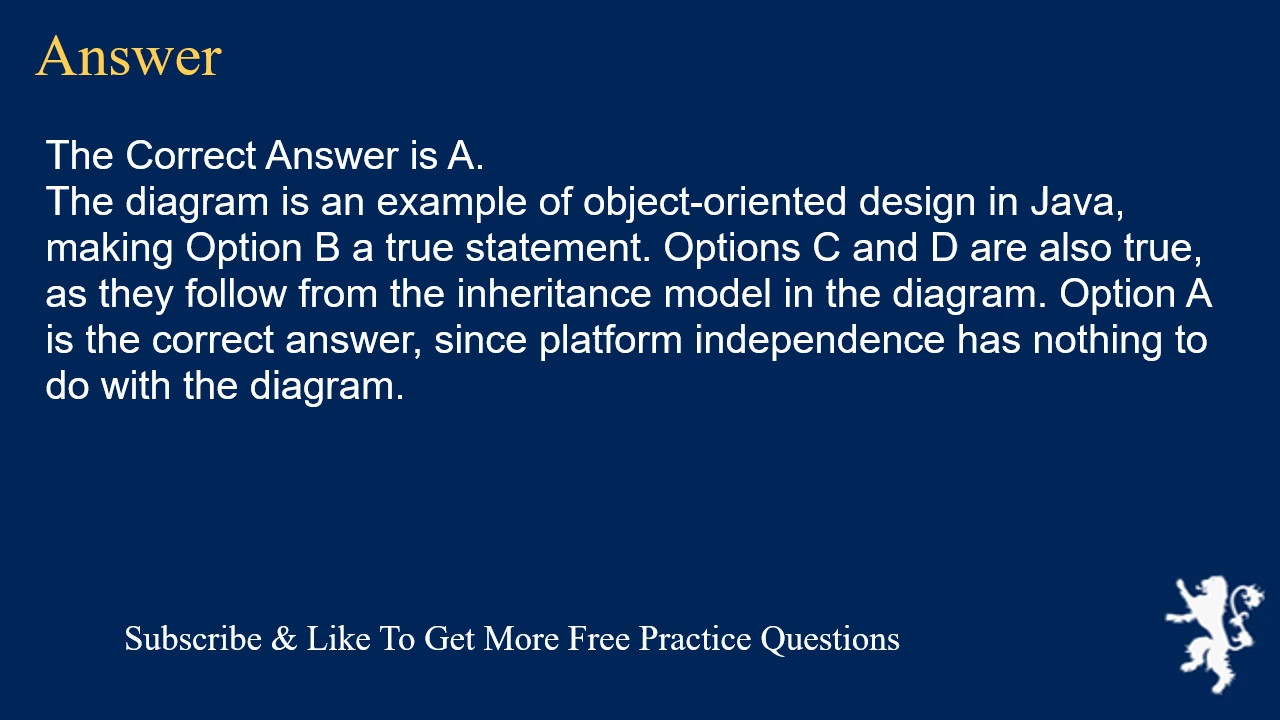 Answer
The Correct Answer is A.
The diagram is an example of object-oriented design in Java,
making Option B a true statement. Options C and D are also true,
as they follow from the inheritance model in the diagram. Option A
is the correct answer, since platform independence has nothing to
do with the diagram.
Subscribe & Like To Get More Free Practice Questions